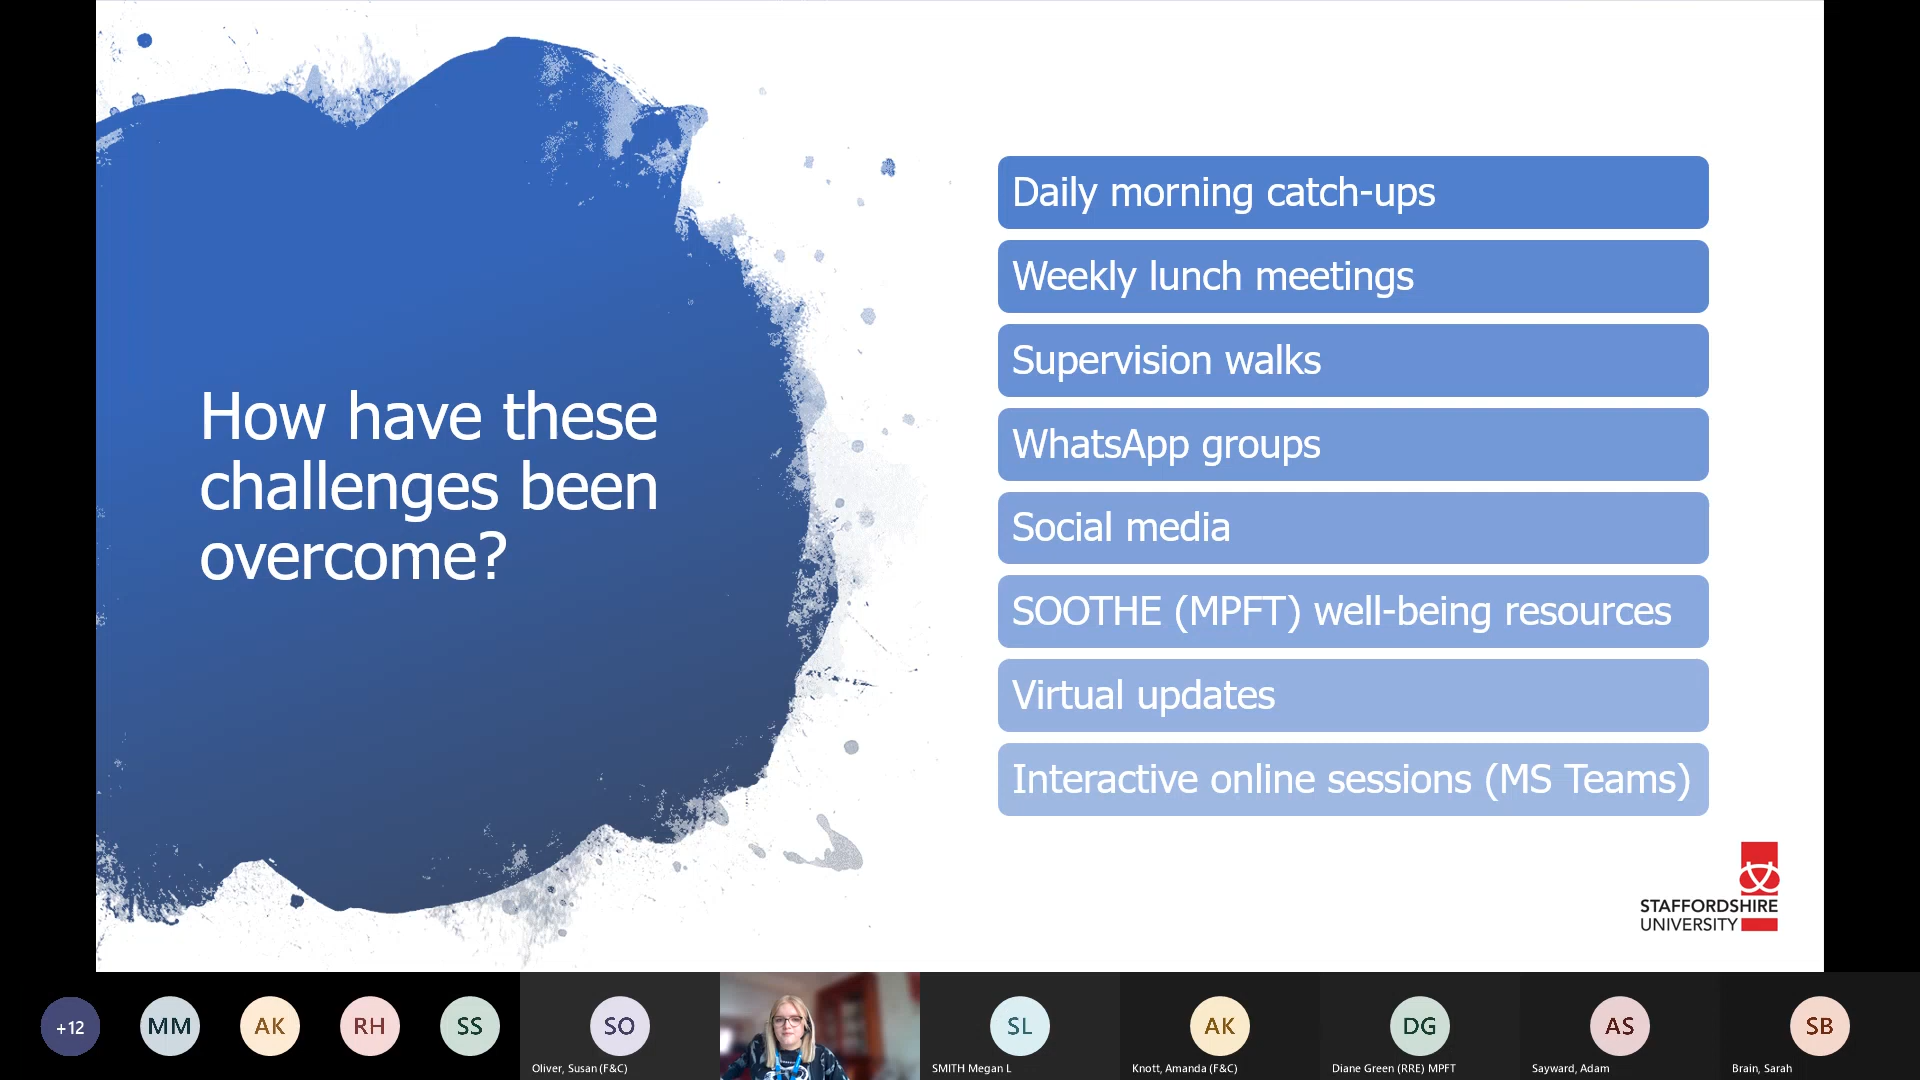 How have these
challenges been
overcome?
Daily morning catch-ups
Weekly lunch meetings
Supervision walks
WhatsApp groups
Social media
SOOTHE (MPFT) well-being resources
Virtual updates
Interactive online sessions (MS Teams)
STAFFORDSHIRE
UNIVERSITY
+12
MM
AK
RH
SS
SO
Oliver, Susan (F&C)
SL
SMITH Megan L
AK
Knott, Amanda (F&C)
DG
Diane Green (RRE) MPFT
AS
Sayward, Adam
SB
Brain, Sarah